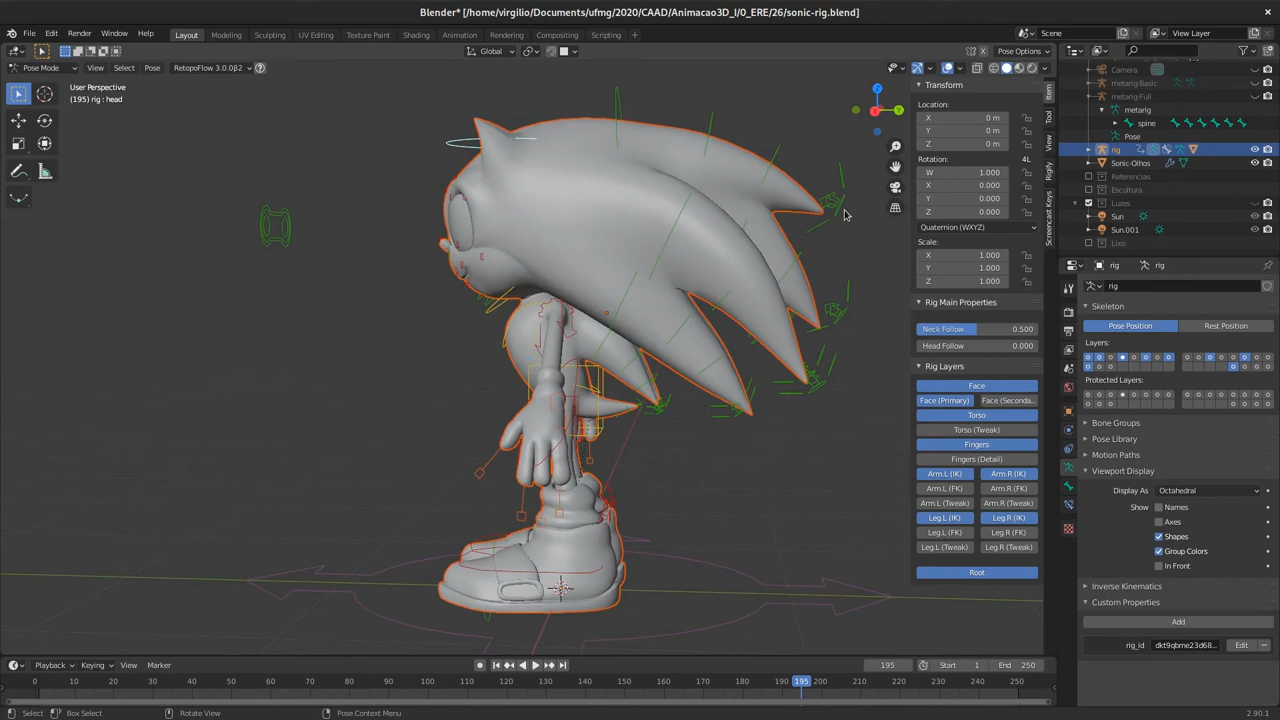 Blender* [/home/virgilio/Documents/ufmg/2020/CAAD/Animacao3D_I/0_ERE/26/sonic-rig.blend]
File Edit Render Window Help Layout Modeling Sculpting UV Editing Texture Paint Shading Animation Rendering Compositing Scripting + Scene View Layer
Global Pose Options
Pose Mode View Select Pose RetopoFlow 3.0.0β2
User Perspective
(195) rig : head
Z
Y
X
Transform
Location:
X 0 m
Y 0 m
Z 0 m
Rotation: 4L
W 1.000
X 0.000
Y 0.000
Z 0.000
Quaternion (WXYZ)
Scale:
X 1.000
Y 1.000
Z 1.000
Rig Main Properties
Neck Follow 0.500
Head Follow 0.000
Rig Layers
Face
Face (Primary) Face (Seconda...
Torso
Torso (Tweak)
Fingers
Fingers (Detail)
Arm.L (IK) Arm.R (IK)
Arm.L (FK) Arm.R (FK)
Arm.L (Tweak) Arm.R (Tweak)
Leg.L (IK) Leg.R (IK)
Leg.L (FK) Leg.R (FK)
Leg.L (Tweak) Leg.R (Tweak)
Root
Item
Tool
View
Rigify
Screencast Keys
Camera
metarig-Basic
metarig-Full
metarig
spine
Pose
rig
Sonic-Olhos
Referencias
Escultura
Luzes
Sun
Sun.001
Lixo
rig rig
rig
Skeleton
Pose Position Rest Position
Layers:
Protected Layers:
Bone Groups
Pose Library
Motion Paths
Viewport Display
Display As Octahedral
Show Names
Axes
Shapes
Group Colors
In Front
Inverse Kinematics
Custom Properties
Add
rig_id dkt9qbme23d68... Edit
Playback Keying View Marker 195 Start 1 End 250
0 10 20 30 40 50 60 70 80 90 100 110 120 130 140 150 160 170 180 190 195 200 210 220 230 240 250
Select Box Select Rotate View Pose Context Menu 2.90.1